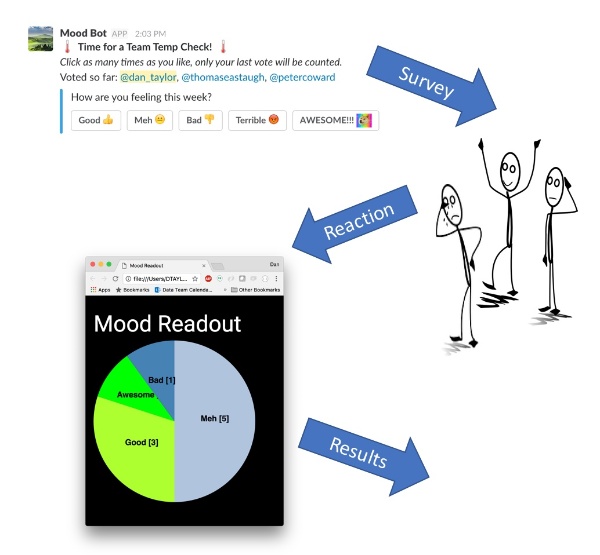 Mood Bot APP 2:03 PM
Time for a Team Temp Check!
Click as many times as you like, only your last vote will be counted.
Voted so far: @dan_taylor, @thomaseastaugh, @petercoward
How are you feeling this week?
Good Meh Bad Terrible AWESOME!!!
Survey
Reaction
Mood Readout Dan
file:///Users/DTAYL...
Apps Bookmarks Data Team Calenda... Other Bookmarks
Mood Readout
Bad [1]
Awesome
Meh [5]
Good [3]
Results